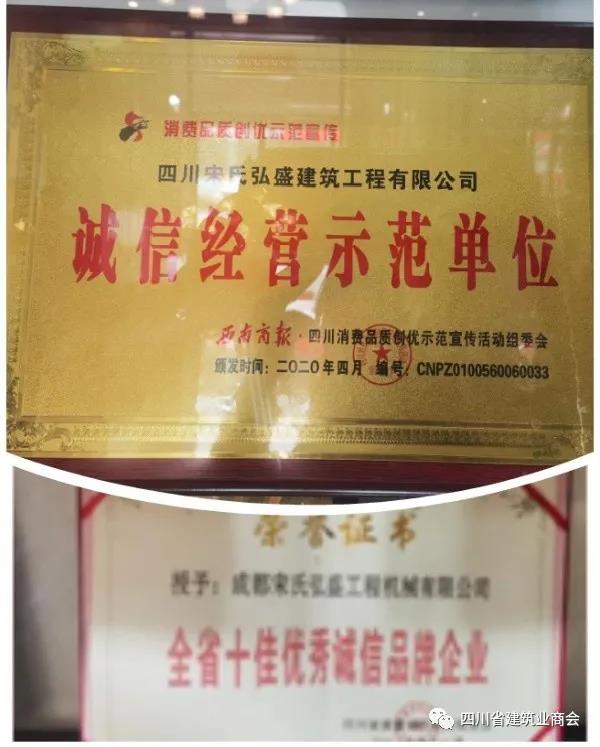 消费品质创优示范宣传
四川宋氏弘盛建筑工程有限公司
诚信经营示范单位
西南商报·四川消费品质创优示范宣传活动组委会
颁发时间：二〇二〇年四月 编号：CNPZ0100560060033
荣誉证书
授予：成都宋氏弘盛工程机械有限公司
全省十佳优秀诚信品牌企业
四川省建筑业商会